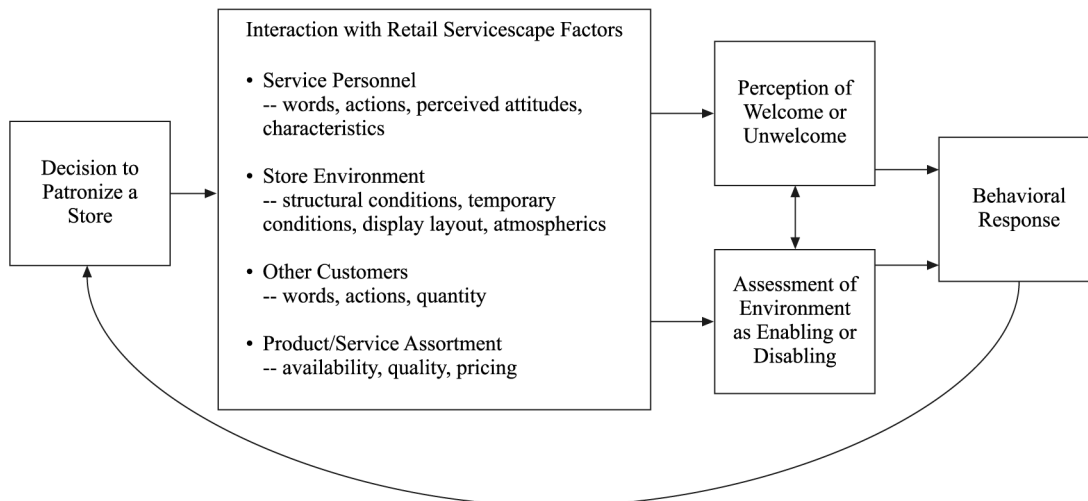 Decision to
Patronize a
Store
Interaction with Retail Servicescape Factors
• Service Personnel
-- words, actions, perceived attitudes,
characteristics
• Store Environment
-- structural conditions, temporary
conditions, display layout, atmospherics
• Other Customers
-- words, actions, quantity
• Product/Service Assortment
-- availability, quality, pricing
Perception of
Welcome or
Unwelcome
Assessment of
Environment
as Enabling or
Disabling
Behavioral
Response